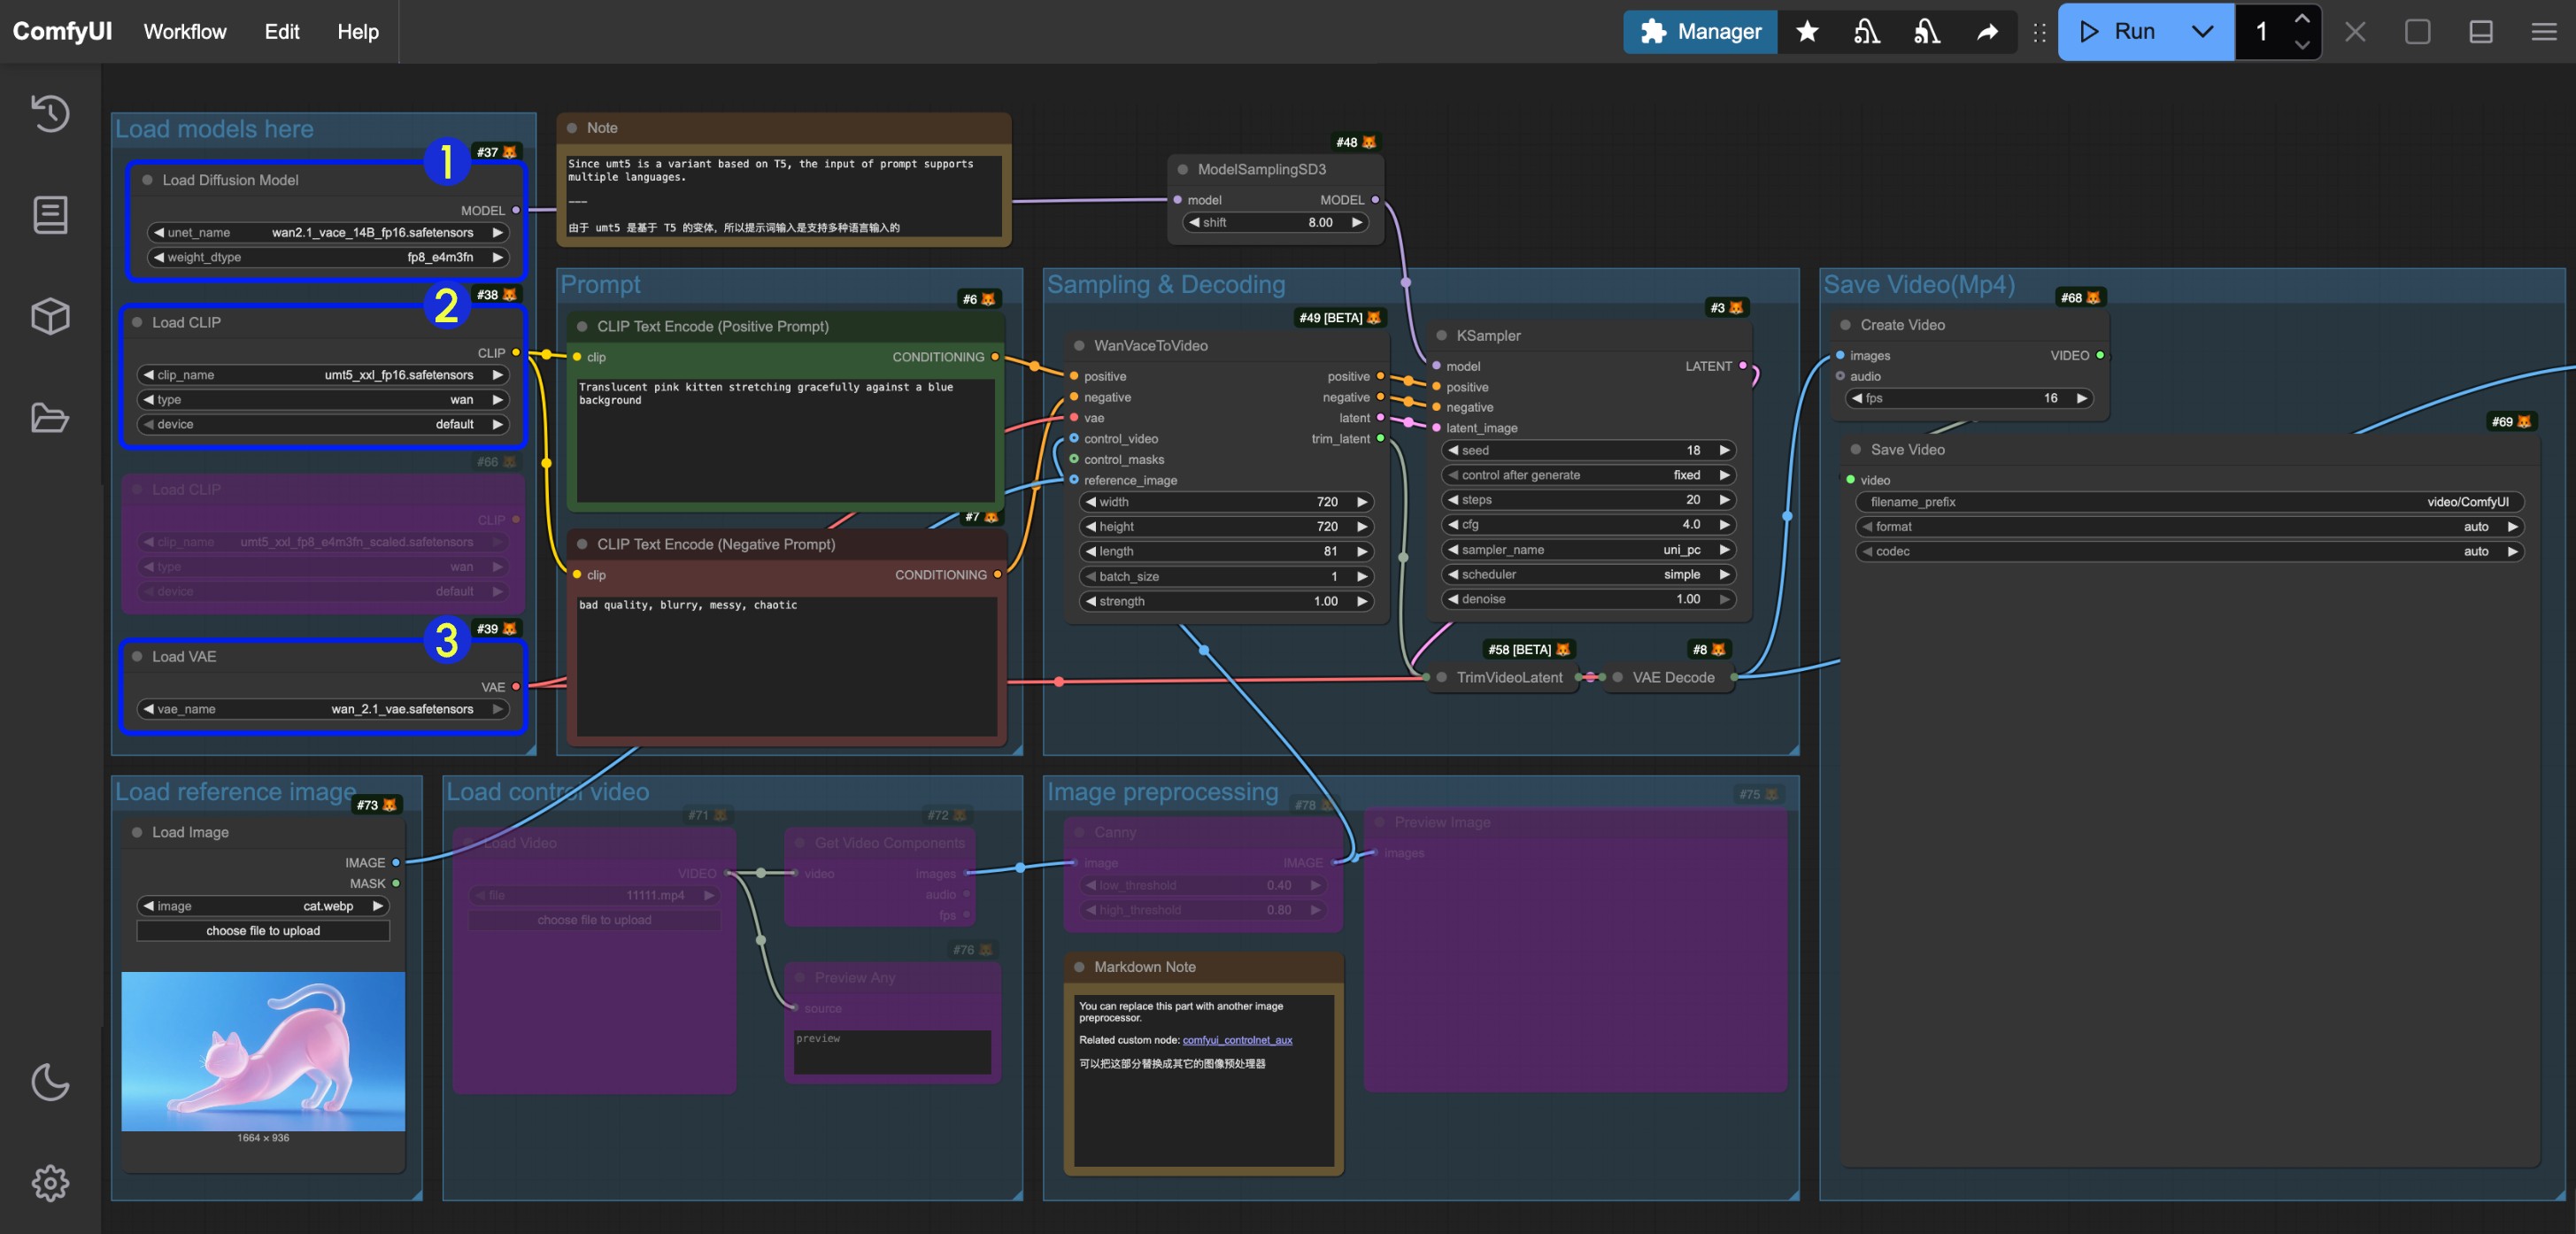 ComfyUI
Workflow
Edit
Help
Manager
Run
1
Load models here
#37
1
Load Diffusion Model
MODEL
unet_name wan2.1_vace_14B_fp16.safetensors
weight_dtype fp8_e4m3fn
#38
2
Load CLIP
CLIP
clip_name umt5_xxl_fp16.safetensors
type wan
device default
#66
Load CLIP
CLIP
clip_name umt5_xxl_fp8_e4m3fn_scaled.safetensors
type wan
device default
#39
3
Load VAE
VAE
vae_name wan_2.1_vae.safetensors
Note
Since umt5 is a variant based on T5, the input of prompt supports
multiple languages.
---
由于 umt5 是基于 T5 的变体，所以提示词输入是支持多种语言输入的
#48
ModelSamplingSD3
model MODEL
shift 8.00
Prompt
#6
CLIP Text Encode (Positive Prompt)
clip CONDITIONING
Translucent pink kitten stretching gracefully against a blue
background
#7
CLIP Text Encode (Negative Prompt)
clip CONDITIONING
bad quality, blurry, messy, chaotic
Sampling & Decoding
#49 [BETA]
WanVaceToVideo
positive positive
negative negative
vae latent
control_video trim_latent
control_masks
reference_image
width 720
height 720
length 81
batch_size 1
strength 1.00
#3
KSampler
model LATENT
positive
negative
latent_image
seed 18
control after generate fixed
steps 20
cfg 4.0
sampler_name uni_pc
scheduler simple
denoise 1.00
#58 [BETA]
TrimVideoLatent
#8
VAE Decode
Save Video(Mp4)
#68
Create Video
images VIDEO
audio
fps 16
#69
Save Video
video
filename_prefix video/ComfyUI
format auto
codec auto
Load reference image
#73
Load Image
IMAGE
MASK
image cat.webp
choose file to upload
1664 × 936
Load control video
#71
Load Video
VIDEO
file 11111.mp4
choose file to upload
#72
Get Video Components
video images
audio
fps
#76
Preview Any
source
preview
Image preprocessing
#78
Canny
image IMAGE
low_threshold 0.40
high_threshold 0.80
Markdown Note
You can replace this part with another image
preprocessor.
Related custom node: comfyui_controlnet_aux
可以把这部分替换成其它的图像预处理器
#75
Preview Image
images